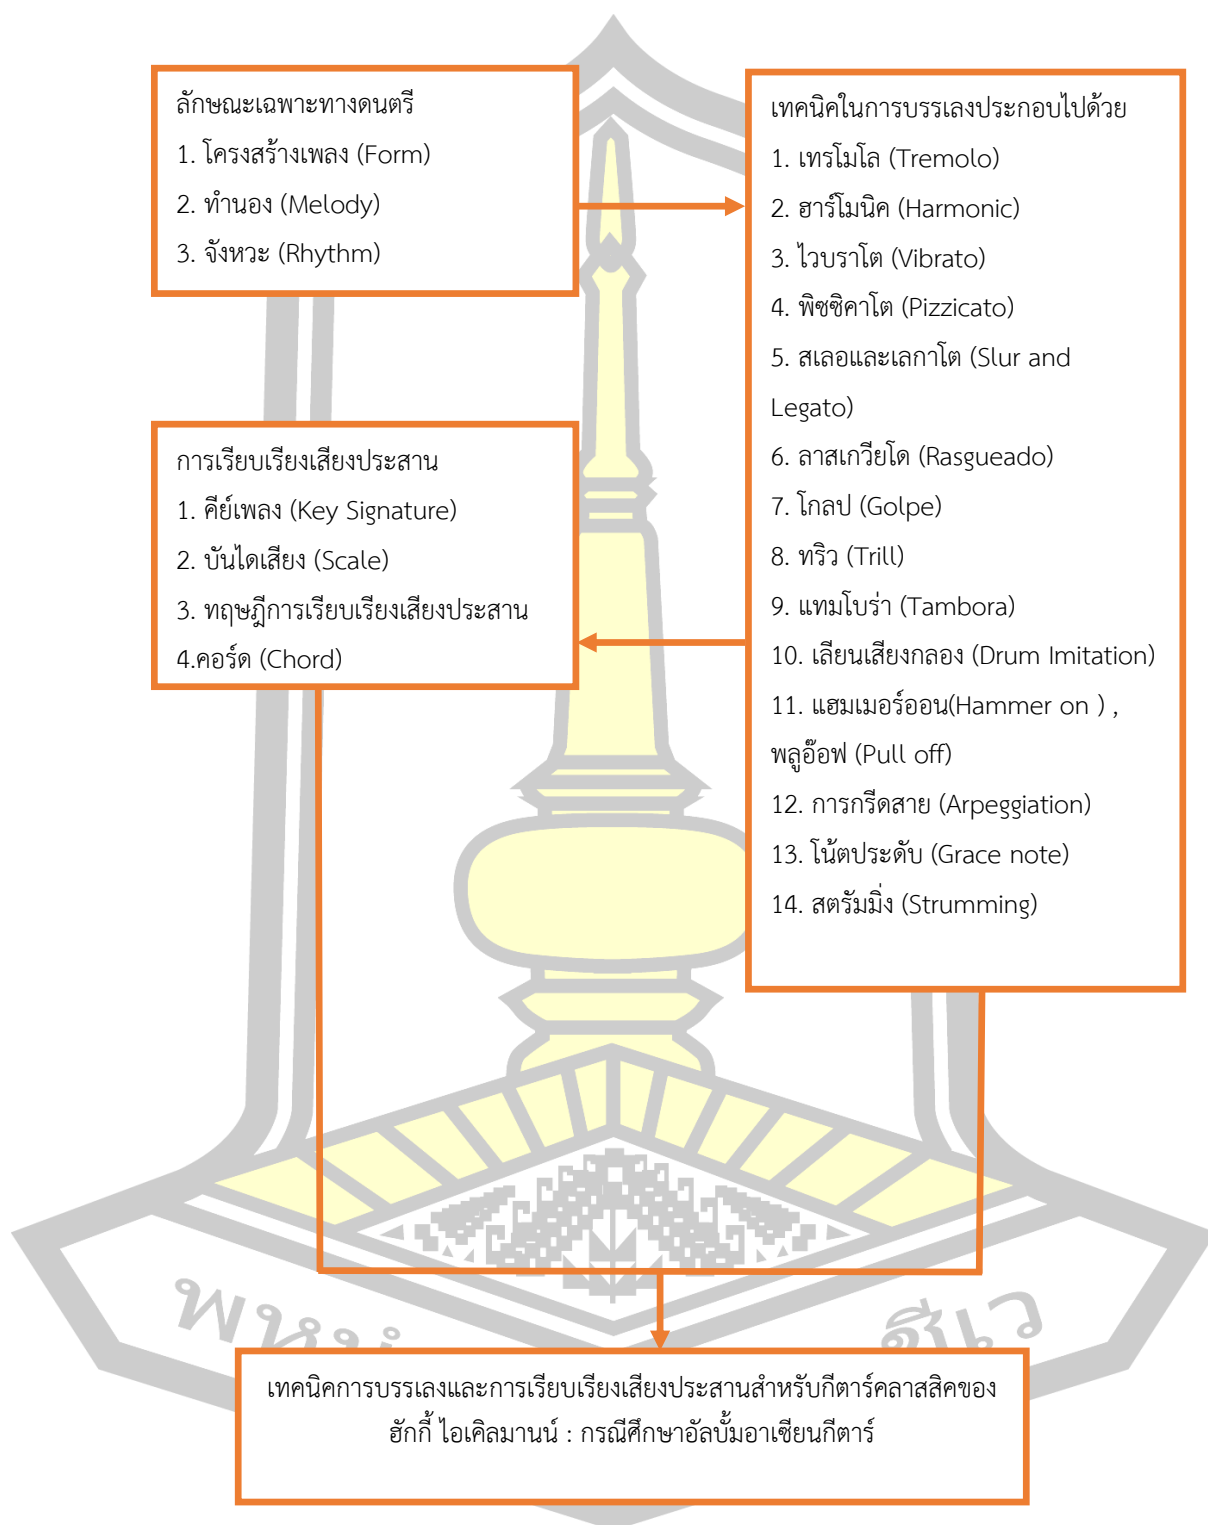 ลักษณะเฉพาะทางดนตรี
1. โครงสร้างเพลง (Form)
2. ทำนอง (Melody)
3. จังหวะ (Rhythm)
เทคนิคในการบรรเลงประกอบไปด้วย
1. เทรโมโล (Tremolo)
2. ฮาร์โมนิค (Harmonic)
3. ไวบราโต (Vibrato)
4. พิซซิคาโต (Pizzicato)
5. สเลอและเลกาโต (Slur and
Legato)
6. ลาสเกวียโด (Rasgueado)
7. โกลป (Golpe)
8. ทริว (Trill)
9. แทมโบร่า (Tambora)
10. เลียนเสียงกลอง (Drum Imitation)
11. แฮมเมอร์ออน(Hammer on ) ,
พลูอ๊อฟ (Pull off)
12. การกรีดสาย (Arpeggiation)
13. โน้ตประดับ (Grace note)
14. สตรัมมิ่ง (Strumming)
การเรียบเรียงเสียงประสาน
1. คีย์เพลง (Key Signature)
2. บันไดเสียง (Scale)
3. ทฤษฎีการเรียบเรียงเสียงประสาน
4.คอร์ด (Chord)
เทคนิคการบรรเลงและการเรียบเรียงเสียงประสานสำหรับกีตาร์คลาสสิคของ
ฮักกี้ ไอเคิลมานน์ : กรณีศึกษาอัลบั้มอาเซียนกีตาร์
ชีเว